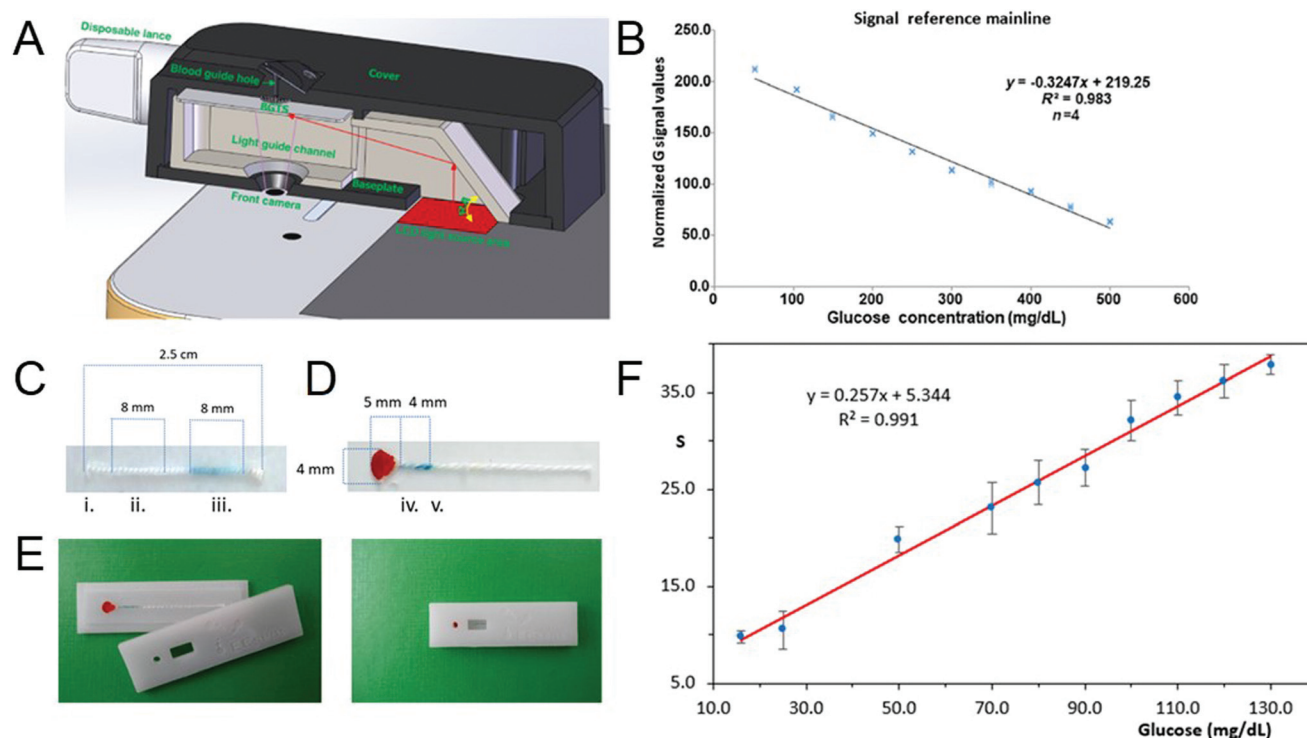 A
Disposable lance
Blood guide hole
Cover
BGTS
Light guide channel
Baseplate
Front camera
LCD light source area
B
Signal reference mainline
250.0
200.0
150.0
100.0
50.0
0.0
Normalized G signal values
y = -0.3247x + 219.25
R² = 0.983
n=4
0
100
200
300
400
500
600
Glucose concentration (mg/dL)
C
2.5 cm
8 mm
8 mm
i.
ii.
iii.
D
5 mm
4 mm
4 mm
iv.
v.
E
F
y = 0.257x + 5.344
R² = 0.991
S
35.0
25.0
15.0
5.0
10.0
30.0
50.0
70.0
90.0
110.0
130.0
Glucose (mg/dL)